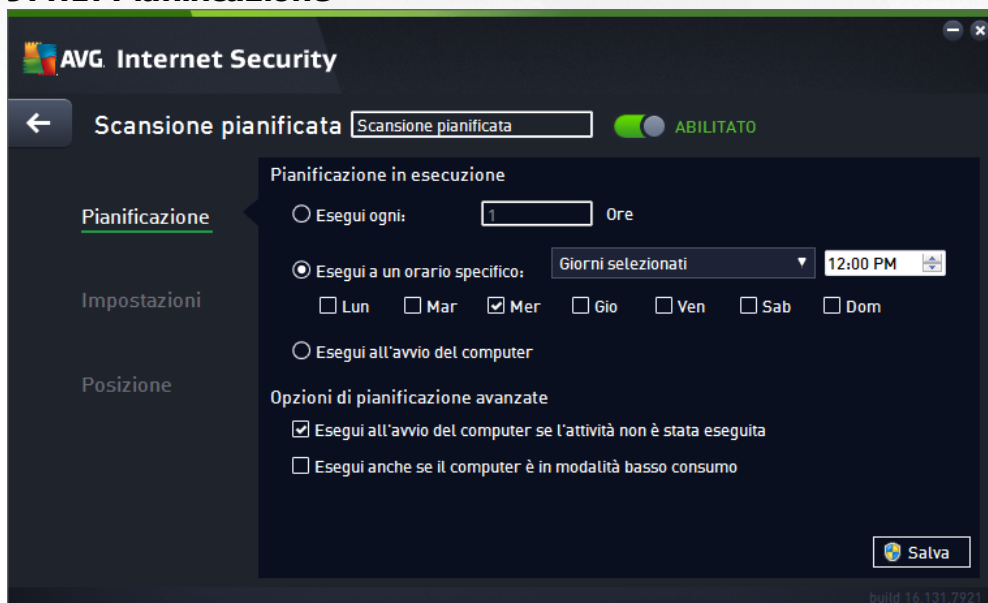 AVG. Internet Security
Scansione pianificata Scansione pianificata ABILITATO
Pianificazione
Impostazioni
Posizione
Pianificazione in esecuzione
Esegui ogni: 1 Ore
Esegui a un orario specifico: Giorni selezionati 12:00 PM
Lun Mar Mer Gio Ven Sab Dom
Esegui all'avvio del computer
Opzioni di pianificazione avanzate
Esegui all'avvio del computer se l'attività non è stata eseguita
Esegui anche se il computer è in modalità basso consumo
Salva
build 16.131.7921